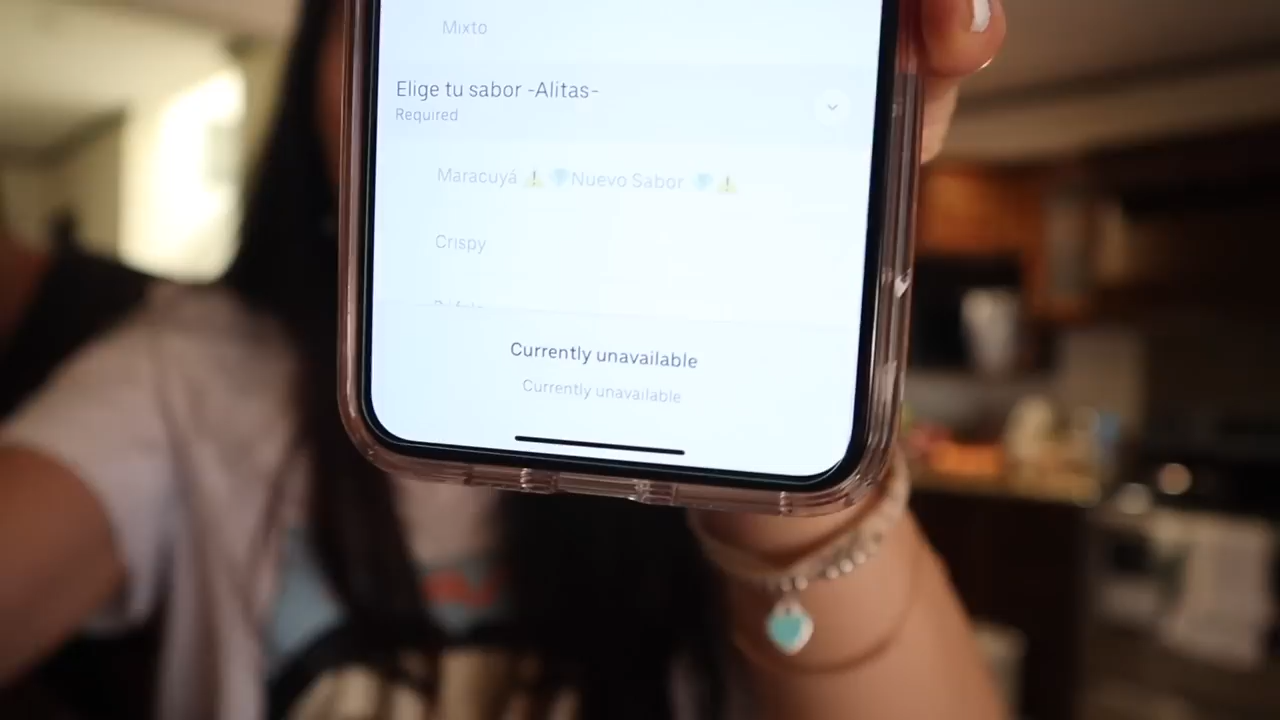 Mixto
Elige tu sabor -Alitas-
Required
Maracuyá ⚠️💎Nuevo Sabor 💎⚠️
Crispy
Currently unavailable
Currently unavailable